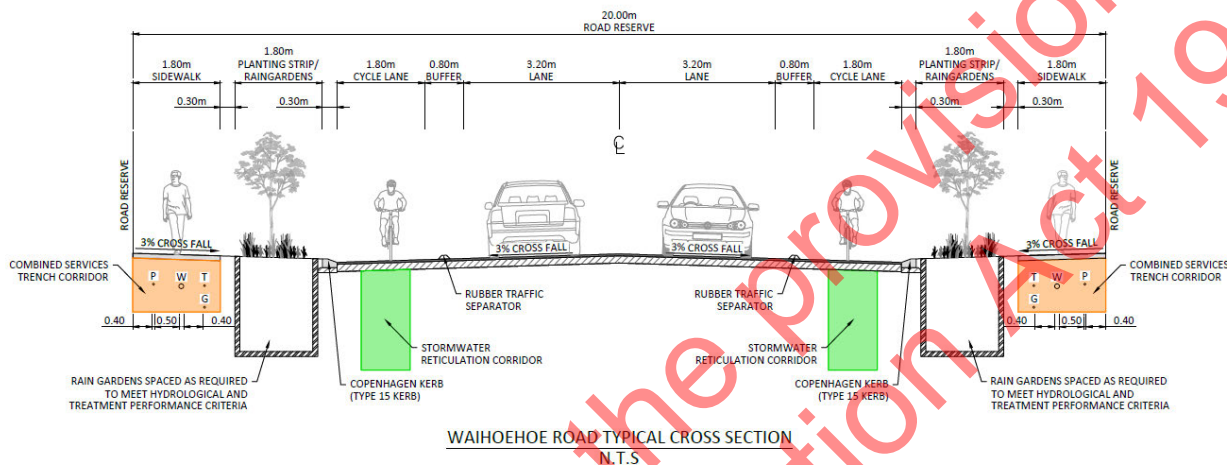 20.00m
ROAD RESERVE
1.80m
SIDEWALK
1.80m
PLANTING STRIP/
RAINGARDENS
1.80m
CYCLE LANE
0.80m
BUFFER
3.20m
LANE
3.20m
LANE
0.80m
BUFFER
1.80m
CYCLE LANE
1.80m
PLANTING STRIP/
RAINGARDENS
1.80m
SIDEWALK
0.30m
0.30m
0.30m
0.30m
ROAD RESERVE
ROAD RESERVE
3% CROSS FALL
3% CROSS FALL
3% CROSS FALL
3% CROSS FALL
COMBINED SERVICES
TRENCH CORRIDOR
P W T
G
T W P
G
COMBINED SERVICES
TRENCH CORRIDOR
0.40 0.50 0.40
0.40 0.50 0.40
RUBBER TRAFFIC
SEPARATOR
RUBBER TRAFFIC
SEPARATOR
STORMWATER
RETICULATION CORRIDOR
STORMWATER
RETICULATION CORRIDOR
RAIN GARDENS SPACED AS REQUIRED
TO MEET HYDROLOGICAL AND
TREATMENT PERFORMANCE CRITERIA
COPENHAGEN KERB
(TYPE 15 KERB)
COPENHAGEN KERB
(TYPE 15 KERB)
RAIN GARDENS SPACED AS REQUIRED
TO MEET HYDROLOGICAL AND
TREATMENT PERFORMANCE CRITERIA
WAIHOEHOE ROAD TYPICAL CROSS SECTION
N.T.S
the provision
Act 19